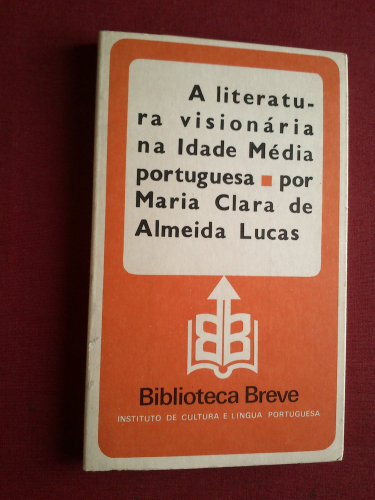 A literatu-
ra visionária
na Idade Média
portuguesa ■ por
Maria Clara de
Almeida Lucas
BB
Biblioteca Breve
INSTITUTO DE CULTURA E LÍNGUA PORTUGUESA